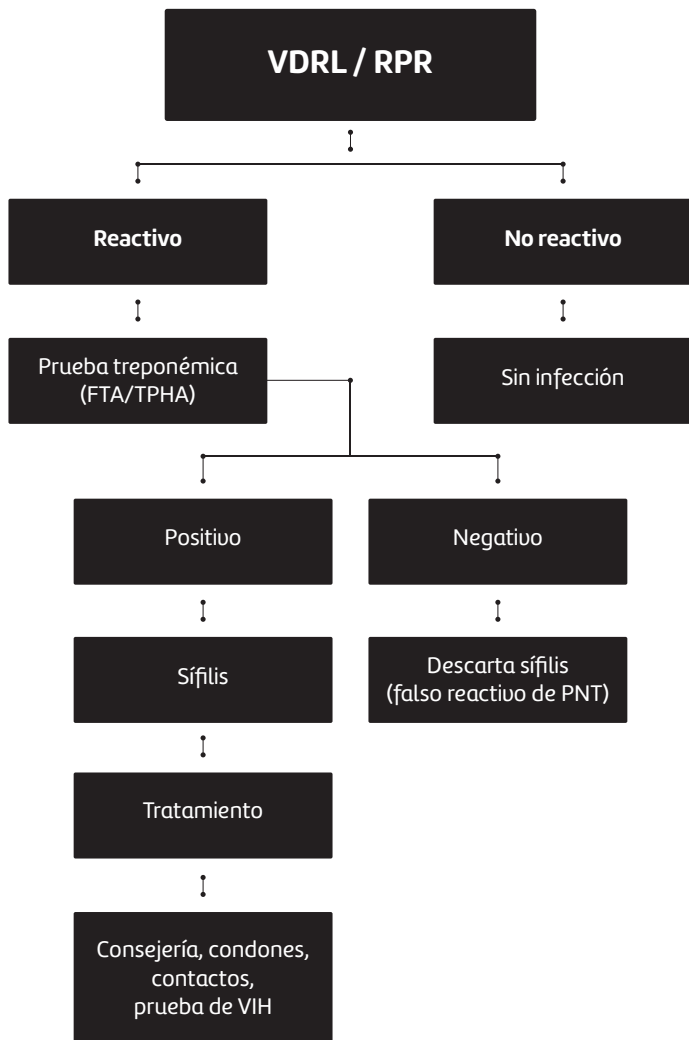 VDRL / RPR
Reactivo
No reactivo
Prueba treponémica
(FTA/TPHA)
Sin infección
Positivo
Negativo
Sífilis
Descarta sífilis
(falso reactivo de PNT)
Tratamiento
Consejería, condones,
contactos,
prueba de VIH